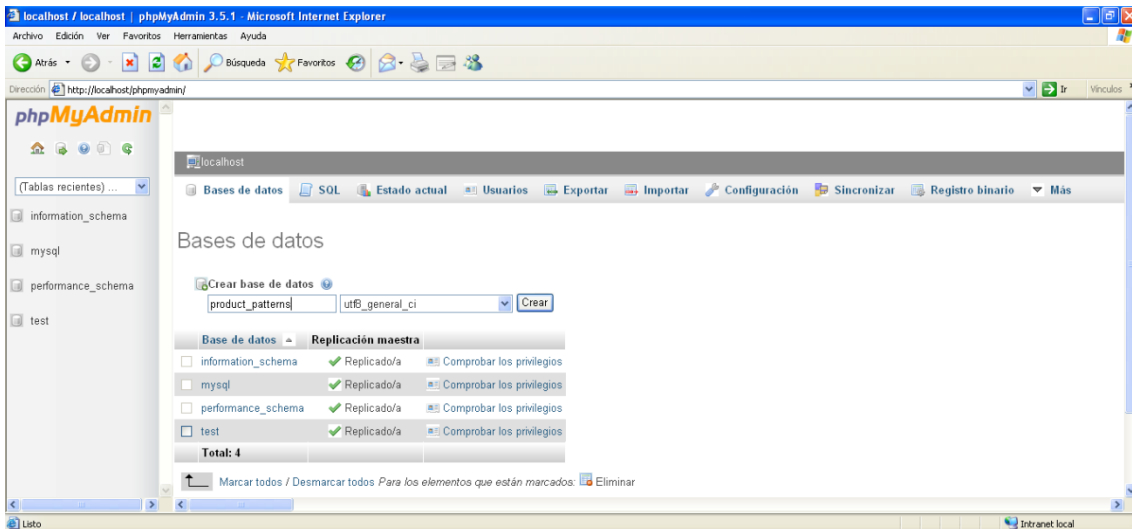 localhost / localhost | phpMyAdmin 3.5.1 - Microsoft Internet Explorer
Archivo Edición Ver Favoritos Herramientas Ayuda
Atrás Búsqueda Favoritos
Dirección http://localhost/phpmyadmin/ Ir Vínculos
phpMyAdmin
(Tablas recientes) ...
information_schema
mysql
performance_schema
test
localhost
Bases de datos SQL Estado actual Usuarios Exportar Importar Configuración Sincronizar Registro binario Más
Bases de datos
Crear base de datos
product_patterns utf8_general_ci Crear
Base de datos Replicación maestra
information_schema Replicado/a Comprobar los privilegios
mysql Replicado/a Comprobar los privilegios
performance_schema Replicado/a Comprobar los privilegios
test Replicado/a Comprobar los privilegios
Total: 4
Marcar todos / Desmarcar todos Para los elementos que están marcados: Eliminar
Listo Intranet local